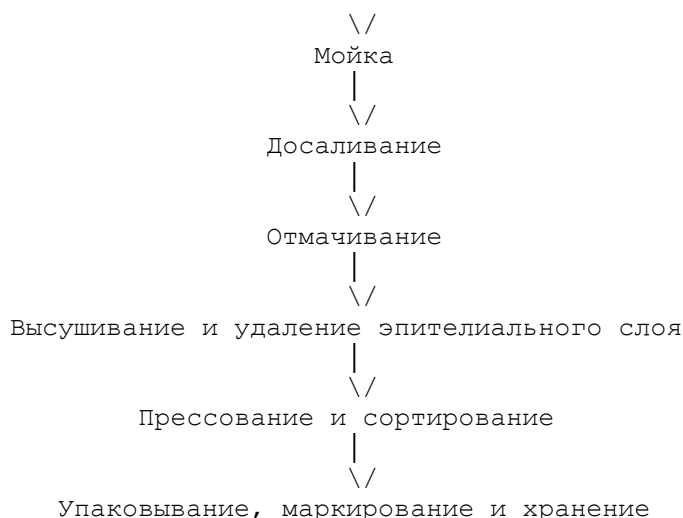 Мойка
Досаливание
Отмачивание
Высушивание и удаление эпителиального слоя
Прессование и сортирование
Упаковывание, маркирование и хранение